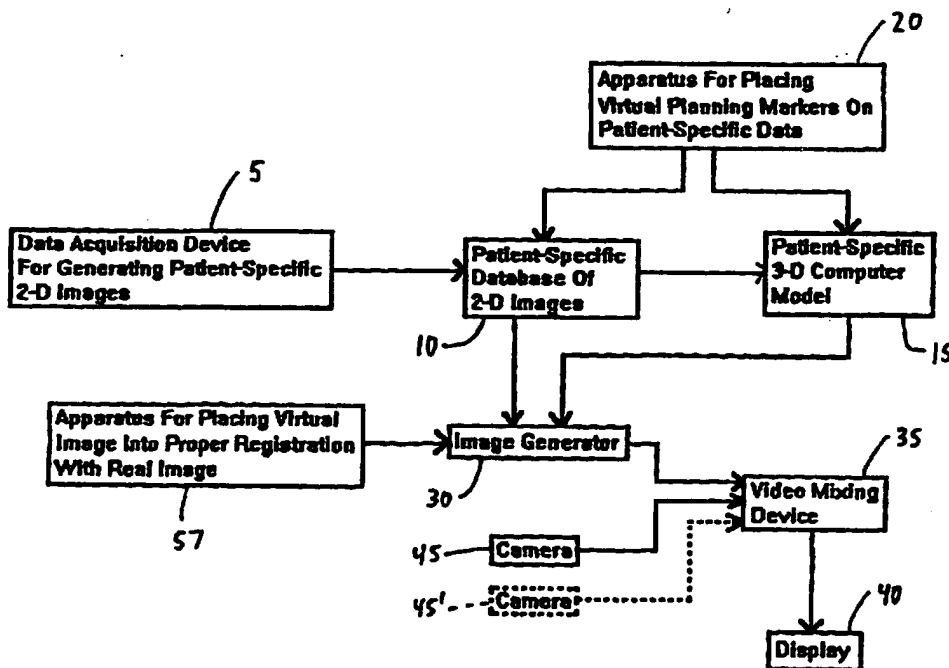 20
Apparatus For Placing
Virtual Planning Markers On
Patient-Specific Data
5
Data Acquisition Device
For Generating Patient-Specific
2-D Images
Patient-Specific
Database Of
2-D Images
Patient-Specific
3-D Computer
Model
10
15
Apparatus For Placing Virtual
Image Into Proper Registration
With Real Image
Image Generator
35
30
Video Mixing
Device
57
45
Camera
45'
Camera
40
Display